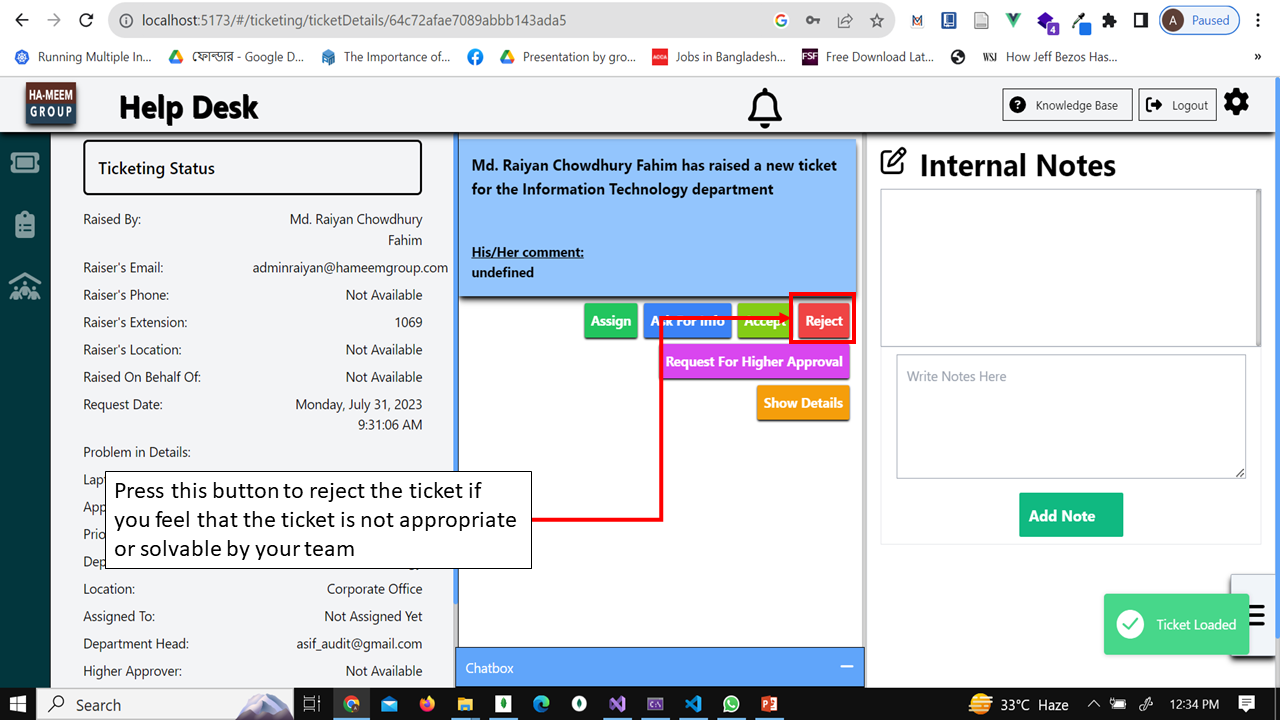 localhost:5173/#/ticketing/ticketDetails/64c72afae7089abbb143ada5
A Paused
4
Running Multiple In...
ফোল্ডার - Google D...
The Importance of...
Presentation by gro...
ACCA
Jobs in Bangladesh...
FSF
Free Download Lat...
WSJ
How Jeff Bezos Has...
»
HA-MEEM
GROUP
Help Desk
Knowledge Base
Logout
Ticketing Status
Raised By: Md. Raiyan Chowdhury
Fahim
Raiser's Email: adminraiyan@hameemgroup.com
Raiser's Phone: Not Available
Raiser's Extension: 1069
Raiser's Location: Not Available
Raised On Behalf Of: Not Available
Request Date: Monday, July 31, 2023
9:31:06 AM
Problem in Details:
Lap
App
Prio
Dep
Location: Corporate Office
Assigned To: Not Assigned Yet
Department Head: asif_audit@gmail.com
Higher Approver: Not Available
Press this button to reject the ticket if
you feel that the ticket is not appropriate
or solvable by your team
Md. Raiyan Chowdhury Fahim has raised a new ticket
for the Information Technology department
His/Her comment:
undefined
Assign
Ask For Info
Accept
Reject
Request For Higher Approval
Show Details
Chatbox
Internal Notes
Write Notes Here
Add Note
Ticket Loaded
Search
33°C Haze
12:34 PM